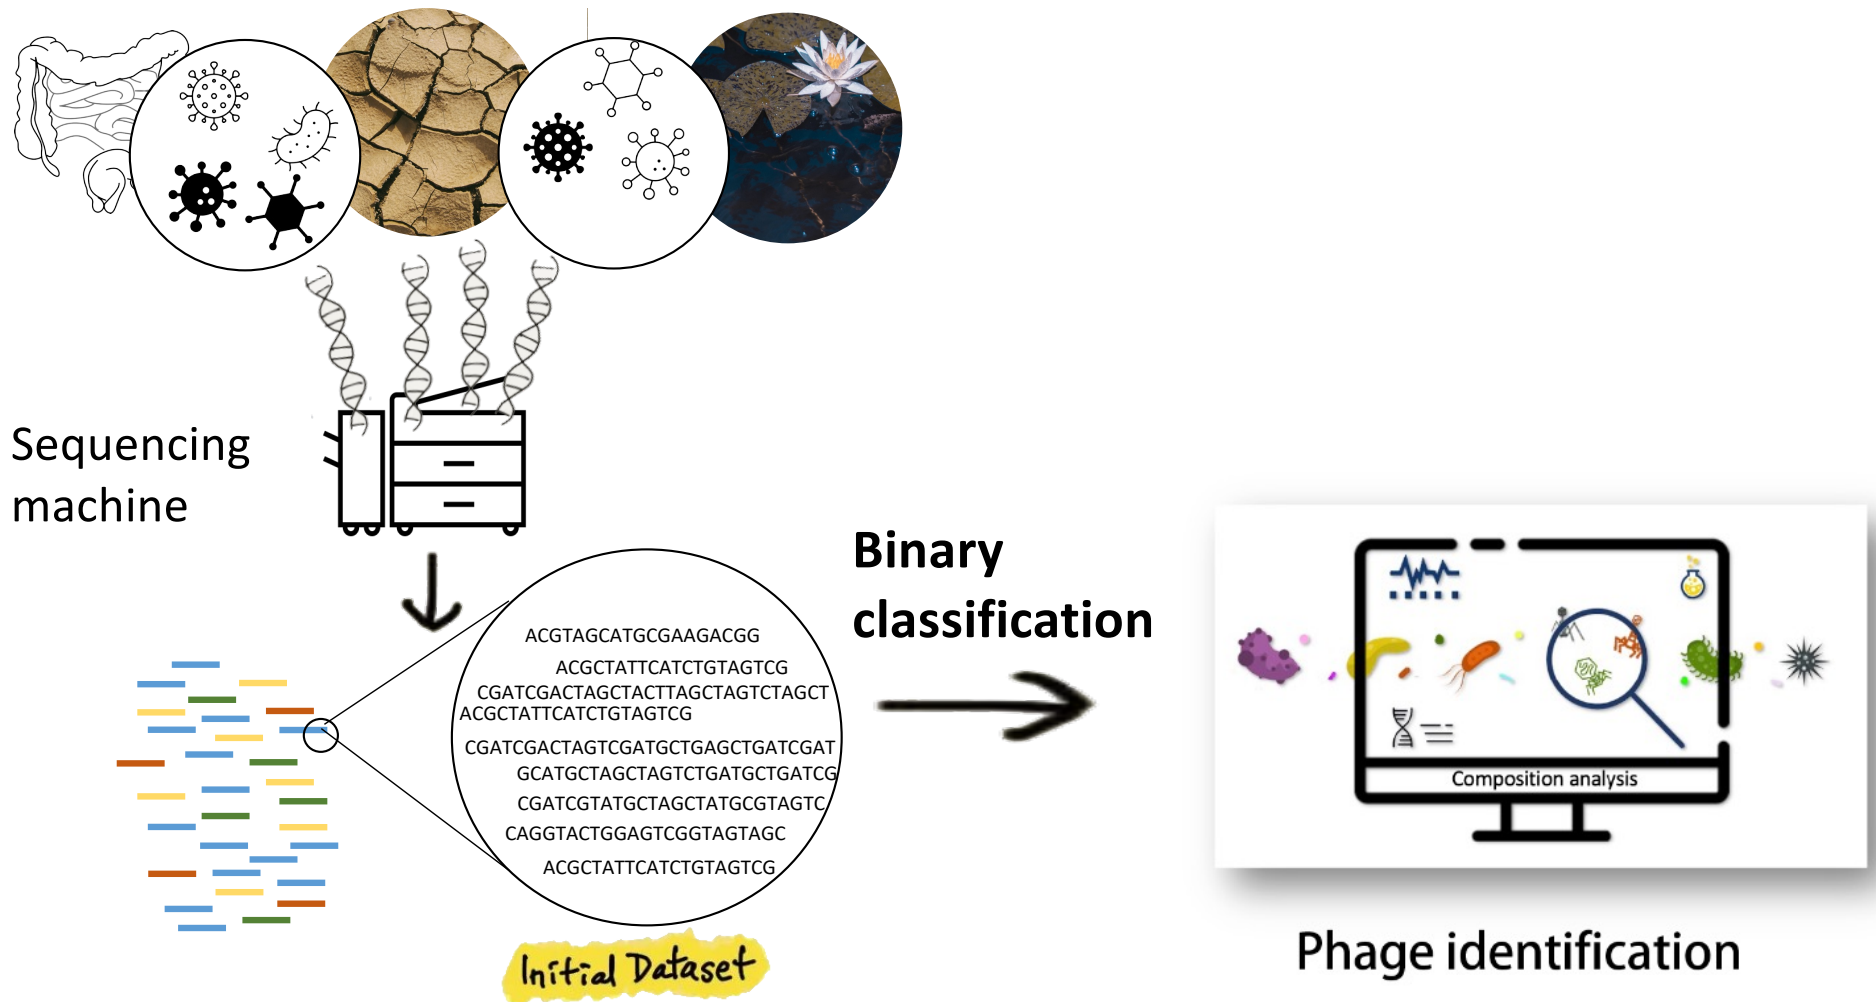 Sequencing
machine
ACGTAGCATGCGAAGACGG
ACGCTATTCATCTGTAGTCG
CGATCGACTAGCTACTTAGCTAGTCTAGCT
ACGCTATTCATCTGTAGTCG
CGATCGACTAGTCGATGCTGAGCTGATCGAT
GCATGCTAGCTAGTCTGATGCTGATCG
CGATCGTATGCTAGCTATGCGTAGTC
CAGGTACTGGAGTCGGTAGTAGC
ACGCTATTCATCTGTAGTCG
Initial Dataset
Binary
classification
Composition analysis
Phage identification